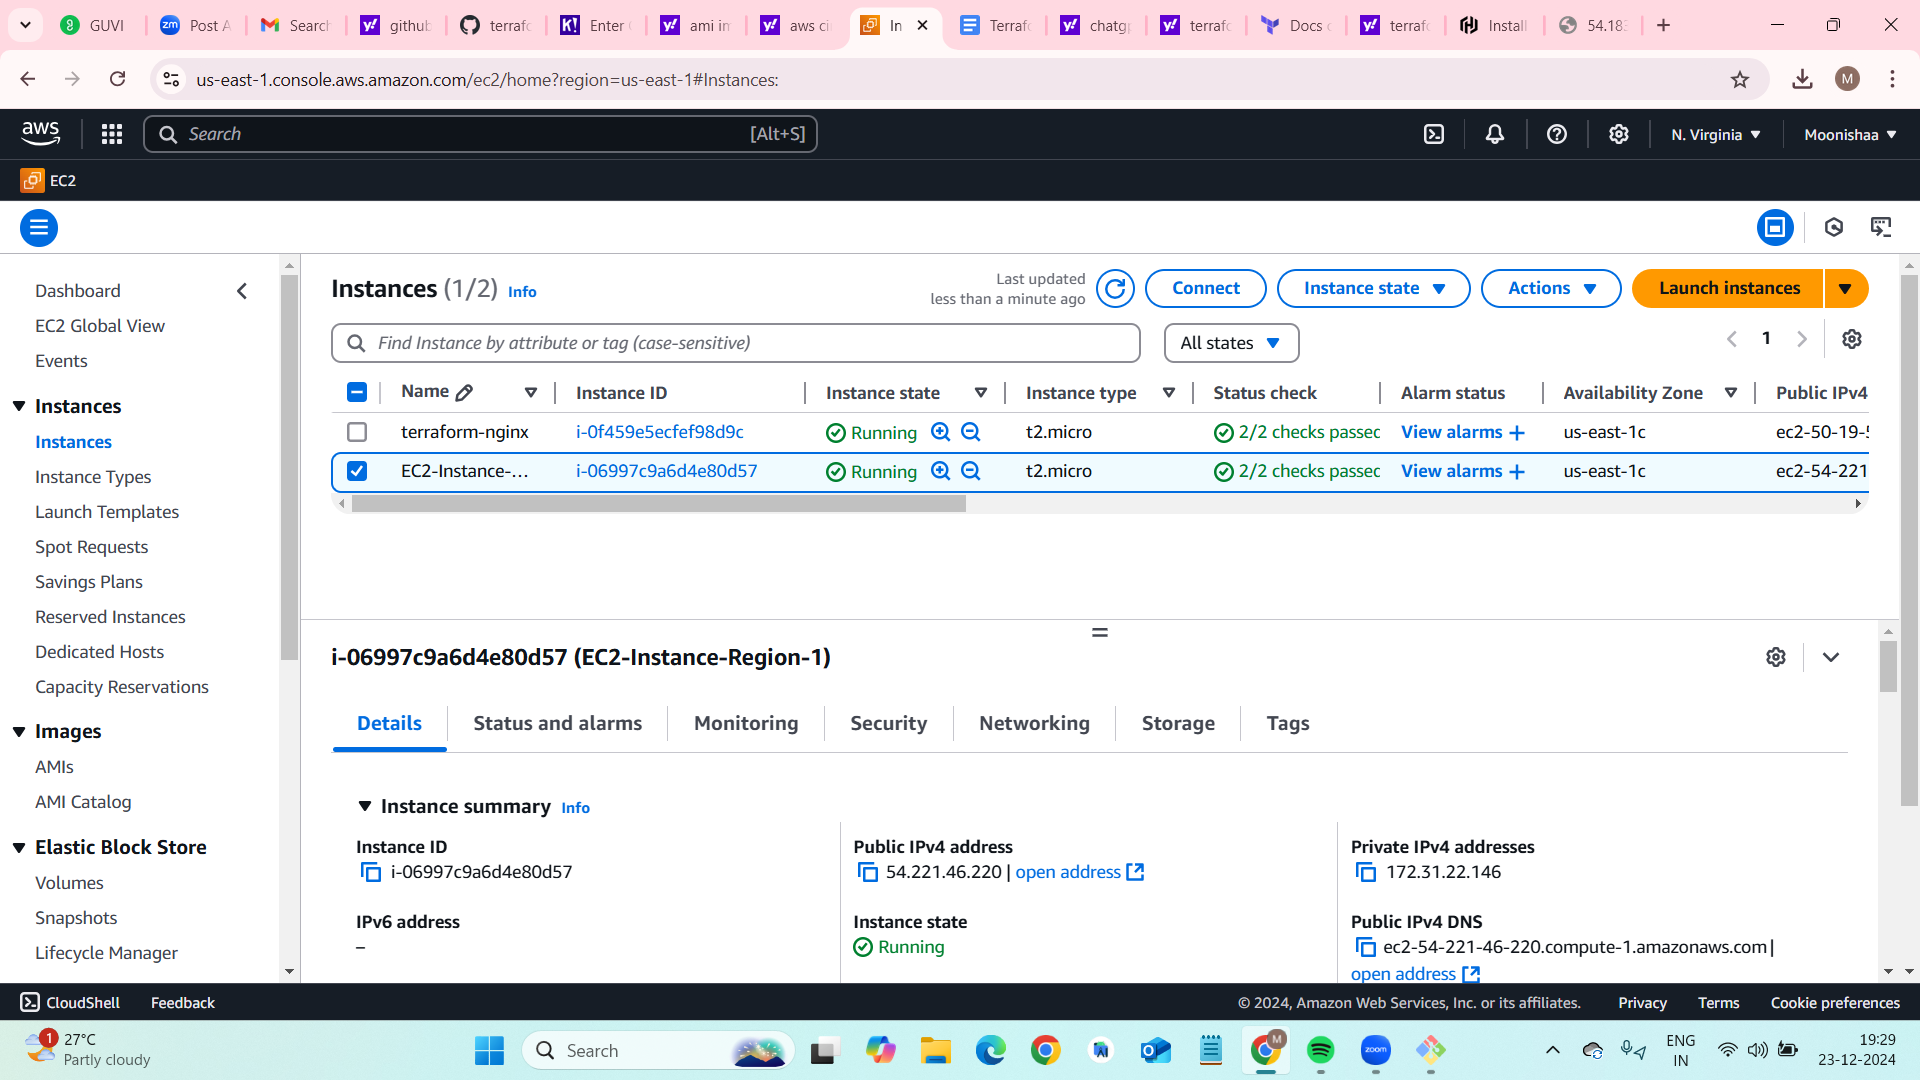 GUVI
Post A
Search
github
terrafo
Enter
ami im
aws ci
In
Terrafo
chatgp
terrafo
Docs o
terrafo
Install
54.183
us-east-1.console.aws.amazon.com/ec2/home?region=us-east-1#Instances:
M
aws
Search
[Alt+S]
N. Virginia
Moonishaa
EC2
Dashboard
EC2 Global View
Events
Instances
Instances
Instance Types
Launch Templates
Spot Requests
Savings Plans
Reserved Instances
Dedicated Hosts
Capacity Reservations
Images
AMIs
AMI Catalog
Elastic Block Store
Volumes
Snapshots
Lifecycle Manager
Instances (1/2) Info
Last updated
less than a minute ago
Connect
Instance state
Actions
Launch instances
Find Instance by attribute or tag (case-sensitive)
All states
1
Name Instance ID Instance state Instance type Status check Alarm status Availability Zone Public IPv4
terraform-nginx i-0f459e5ecfef98d9c Running t2.micro 2/2 checks passed View alarms + us-east-1c ec2-50-19-5
EC2-Instance-... i-06997c9a6d4e80d57 Running t2.micro 2/2 checks passed View alarms + us-east-1c ec2-54-221
i-06997c9a6d4e80d57 (EC2-Instance-Region-1)
Details Status and alarms Monitoring Security Networking Storage Tags
Instance summary Info
Instance ID
i-06997c9a6d4e80d57
Public IPv4 address
54.221.46.220 | open address
Private IPv4 addresses
172.31.22.146
IPv6 address
–
Instance state
Running
Public IPv4 DNS
ec2-54-221-46-220.compute-1.amazonaws.com |
open address
CloudShell Feedback
© 2024, Amazon Web Services, Inc. or its affiliates. Privacy Terms Cookie preferences
1
27°C
Partly cloudy
Search
M
zoom
ENG
IN
19:29
23-12-2024